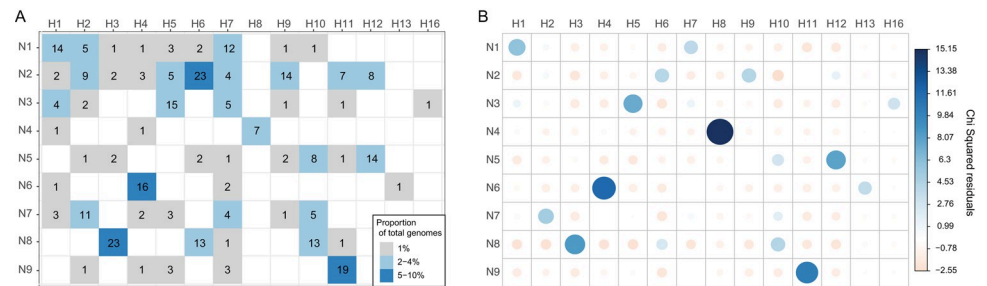 A
H1 H2 H3 H4 H5 H6 H7 H8 H9 H10 H11 H12 H13 H16
N1 14 5 1 1 3 2 12 1 1
N2 2 9 2 3 5 23 4 14 7 8
N3 4 2 15 5 1 1 1
N4 1 1 7
N5 1 2 2 1 2 8 1 14
N6 1 16 2 1
N7 3 11 2 3 4 1 5
N8 23 13 1 13 1
N9 1 1 3 3 19
Proportion
of total genomes
1%
2-4%
5-10%
B
H1 H2 H3 H4 H5 H6 H7 H8 H9 H10 H11 H12 H13 H16
N1
N2
N3
N4
N5
N6
N7
N8
N9
15.15
13.38
11.61
9.84
8.07
6.3
4.53
2.76
0.99
-0.78
-2.55
Chi Squared residuals